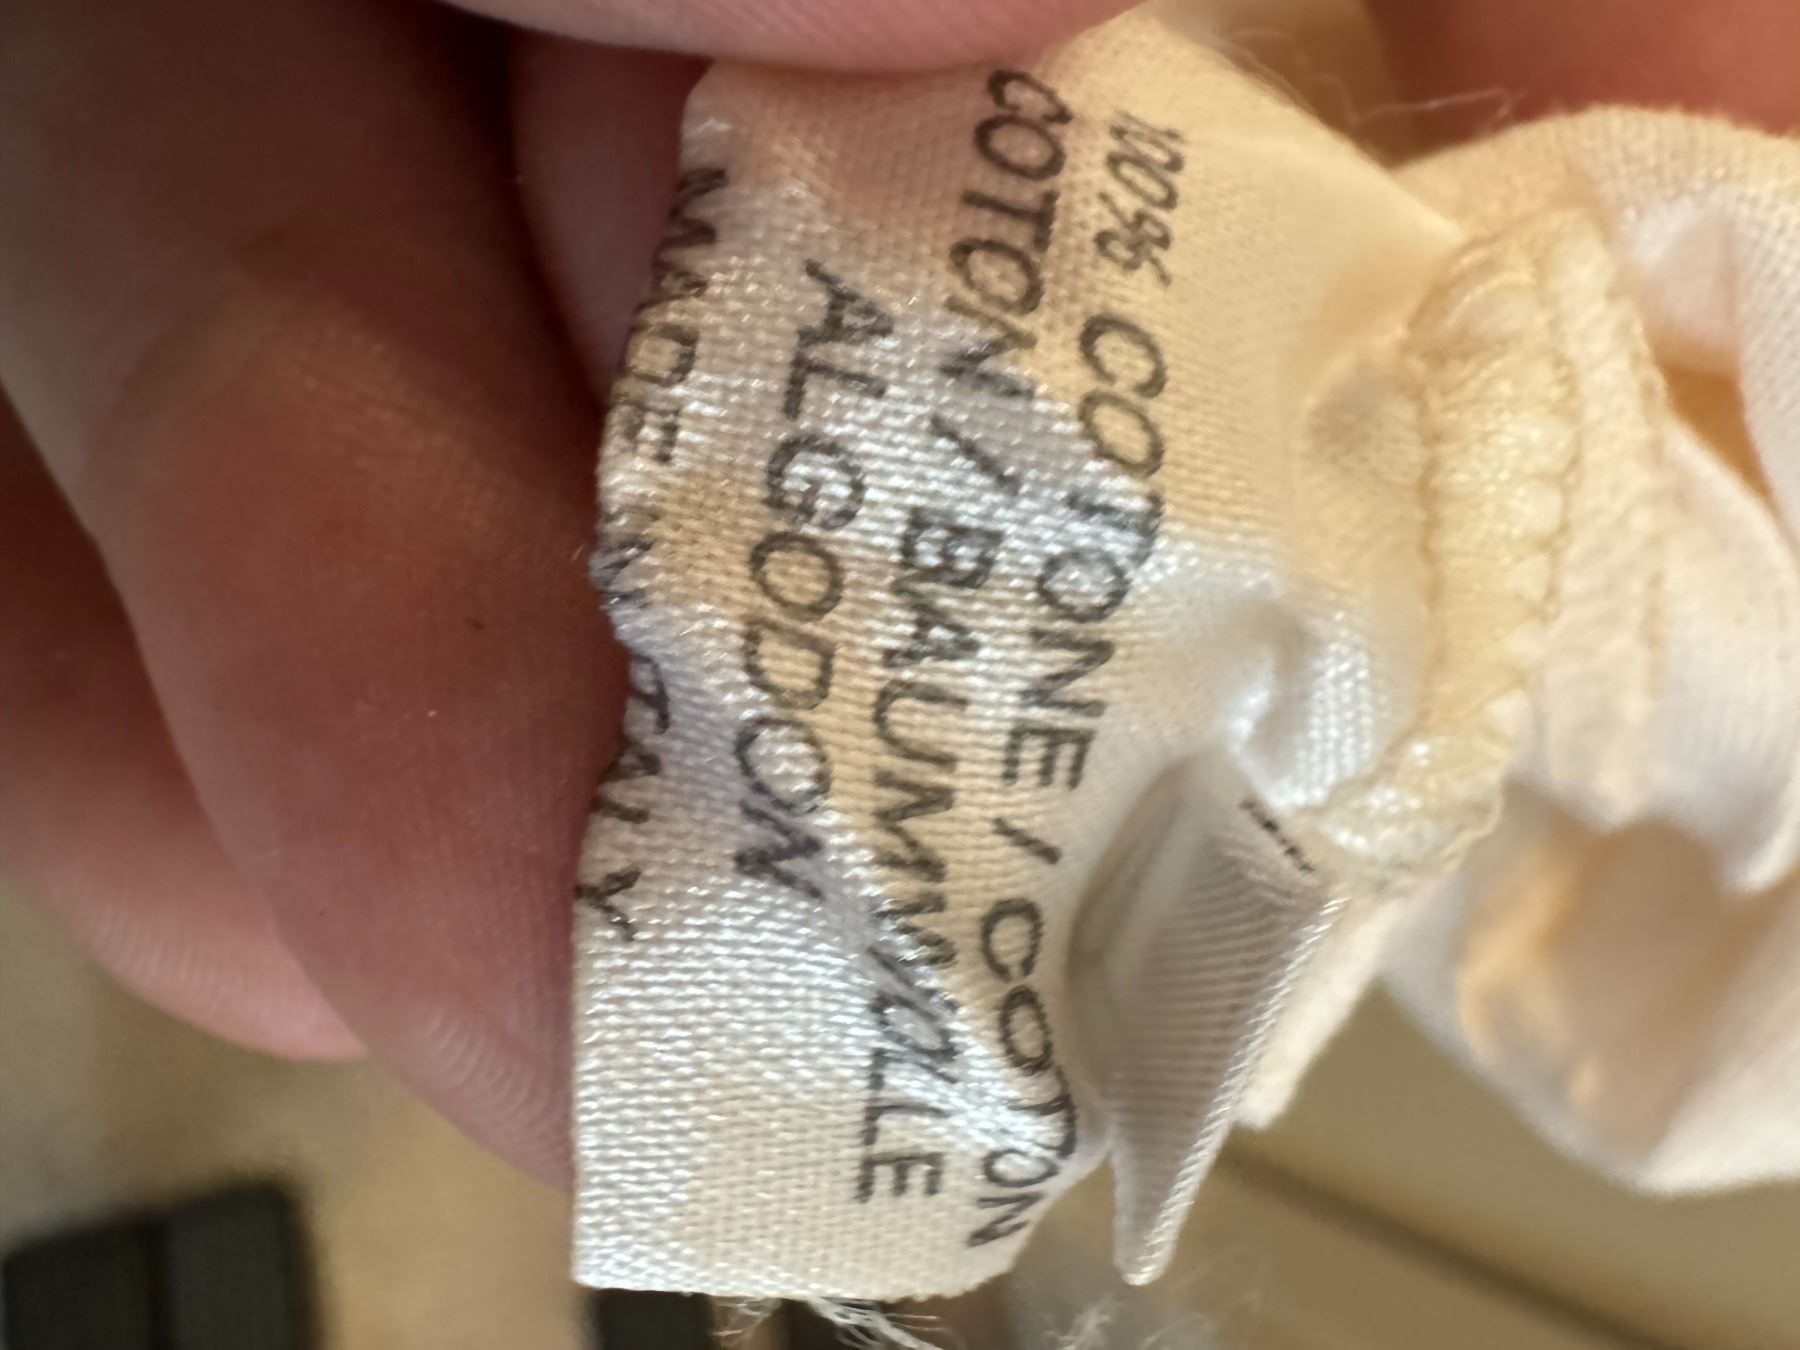 100% COTONE / COTON
COTTON / BAUMWOLLE
ALGODON
MADE IN ITALY